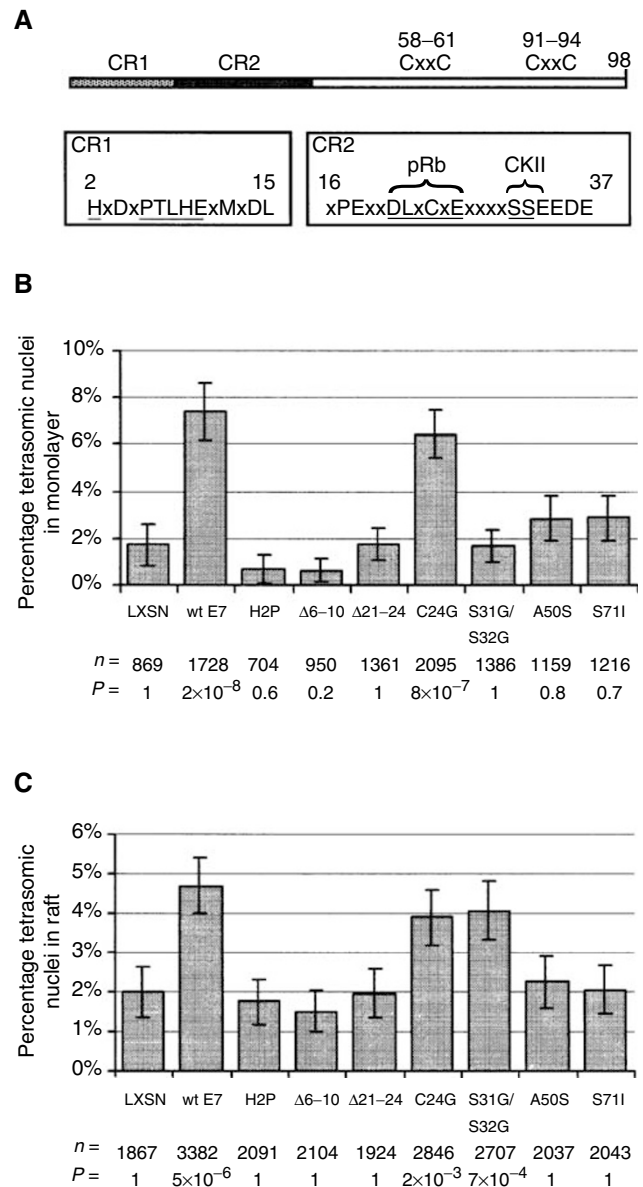 A
CR1 CR2 58–61 CxxC 91–94 CxxC 98
CR1
2 15
HxDxPTLHExMxDL
CR2
pRb CKII
16 37
xPExxDLxCxExxxxSSEEDE
B
Percentage tetrasomic nuclei in monolayer
10%
8%
6%
4%
2%
0%
LXSN wt E7 H2P Δ6–10 Δ21–24 C24G S31G/S32G A50S S71I
n = 869 1728 704 950 1361 2095 1386 1159 1216
P = 1 2×10⁻⁸ 0.6 0.2 1 8×10⁻⁷ 1 0.8 0.7
C
Percentage tetrasomic nuclei in raft
6%
5%
4%
3%
2%
1%
0%
LXSN wt E7 H2P Δ6–10 Δ21–24 C24G S31G/S32G A50S S71I
n = 1867 3382 2091 2104 1924 2846 2707 2037 2043
P = 1 5×10⁻⁶ 1 1 1 2×10⁻³ 7×10⁻⁴ 1 1